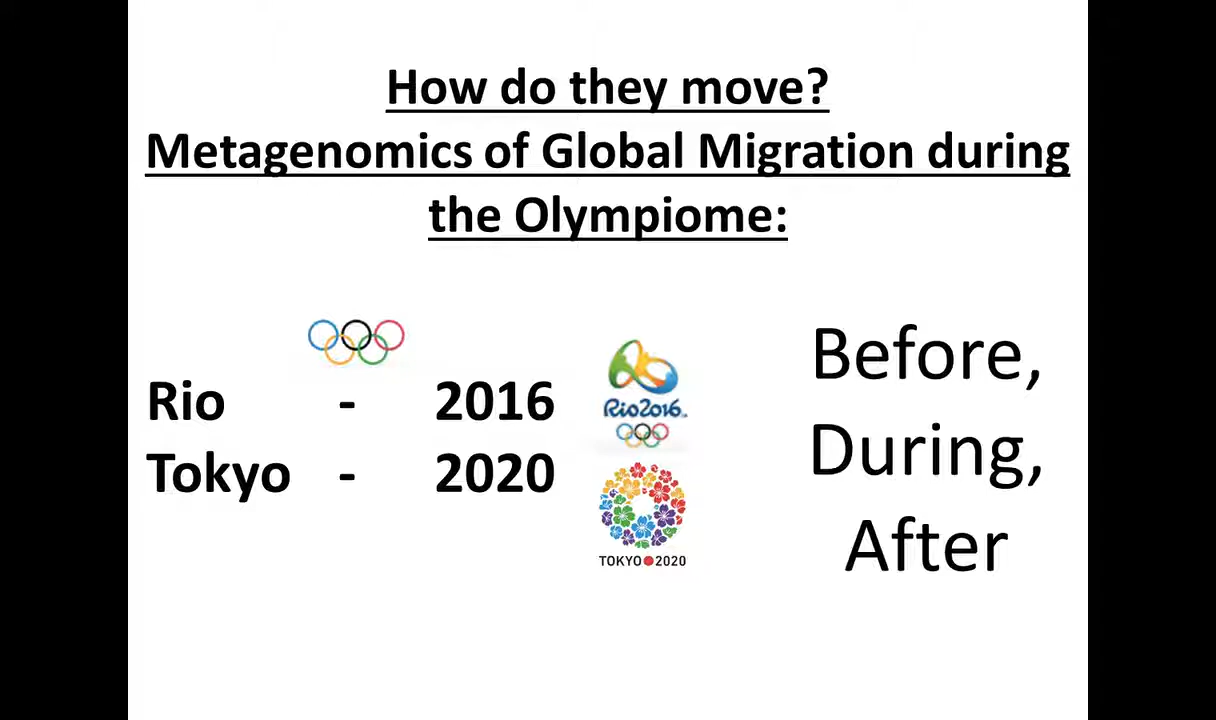 How do they move?
Metagenomics of Global Migration during
the Olympiome:
Rio - 2016
Tokyo - 2020
Rio2016
TOKYO 2020
Before,
During,
After